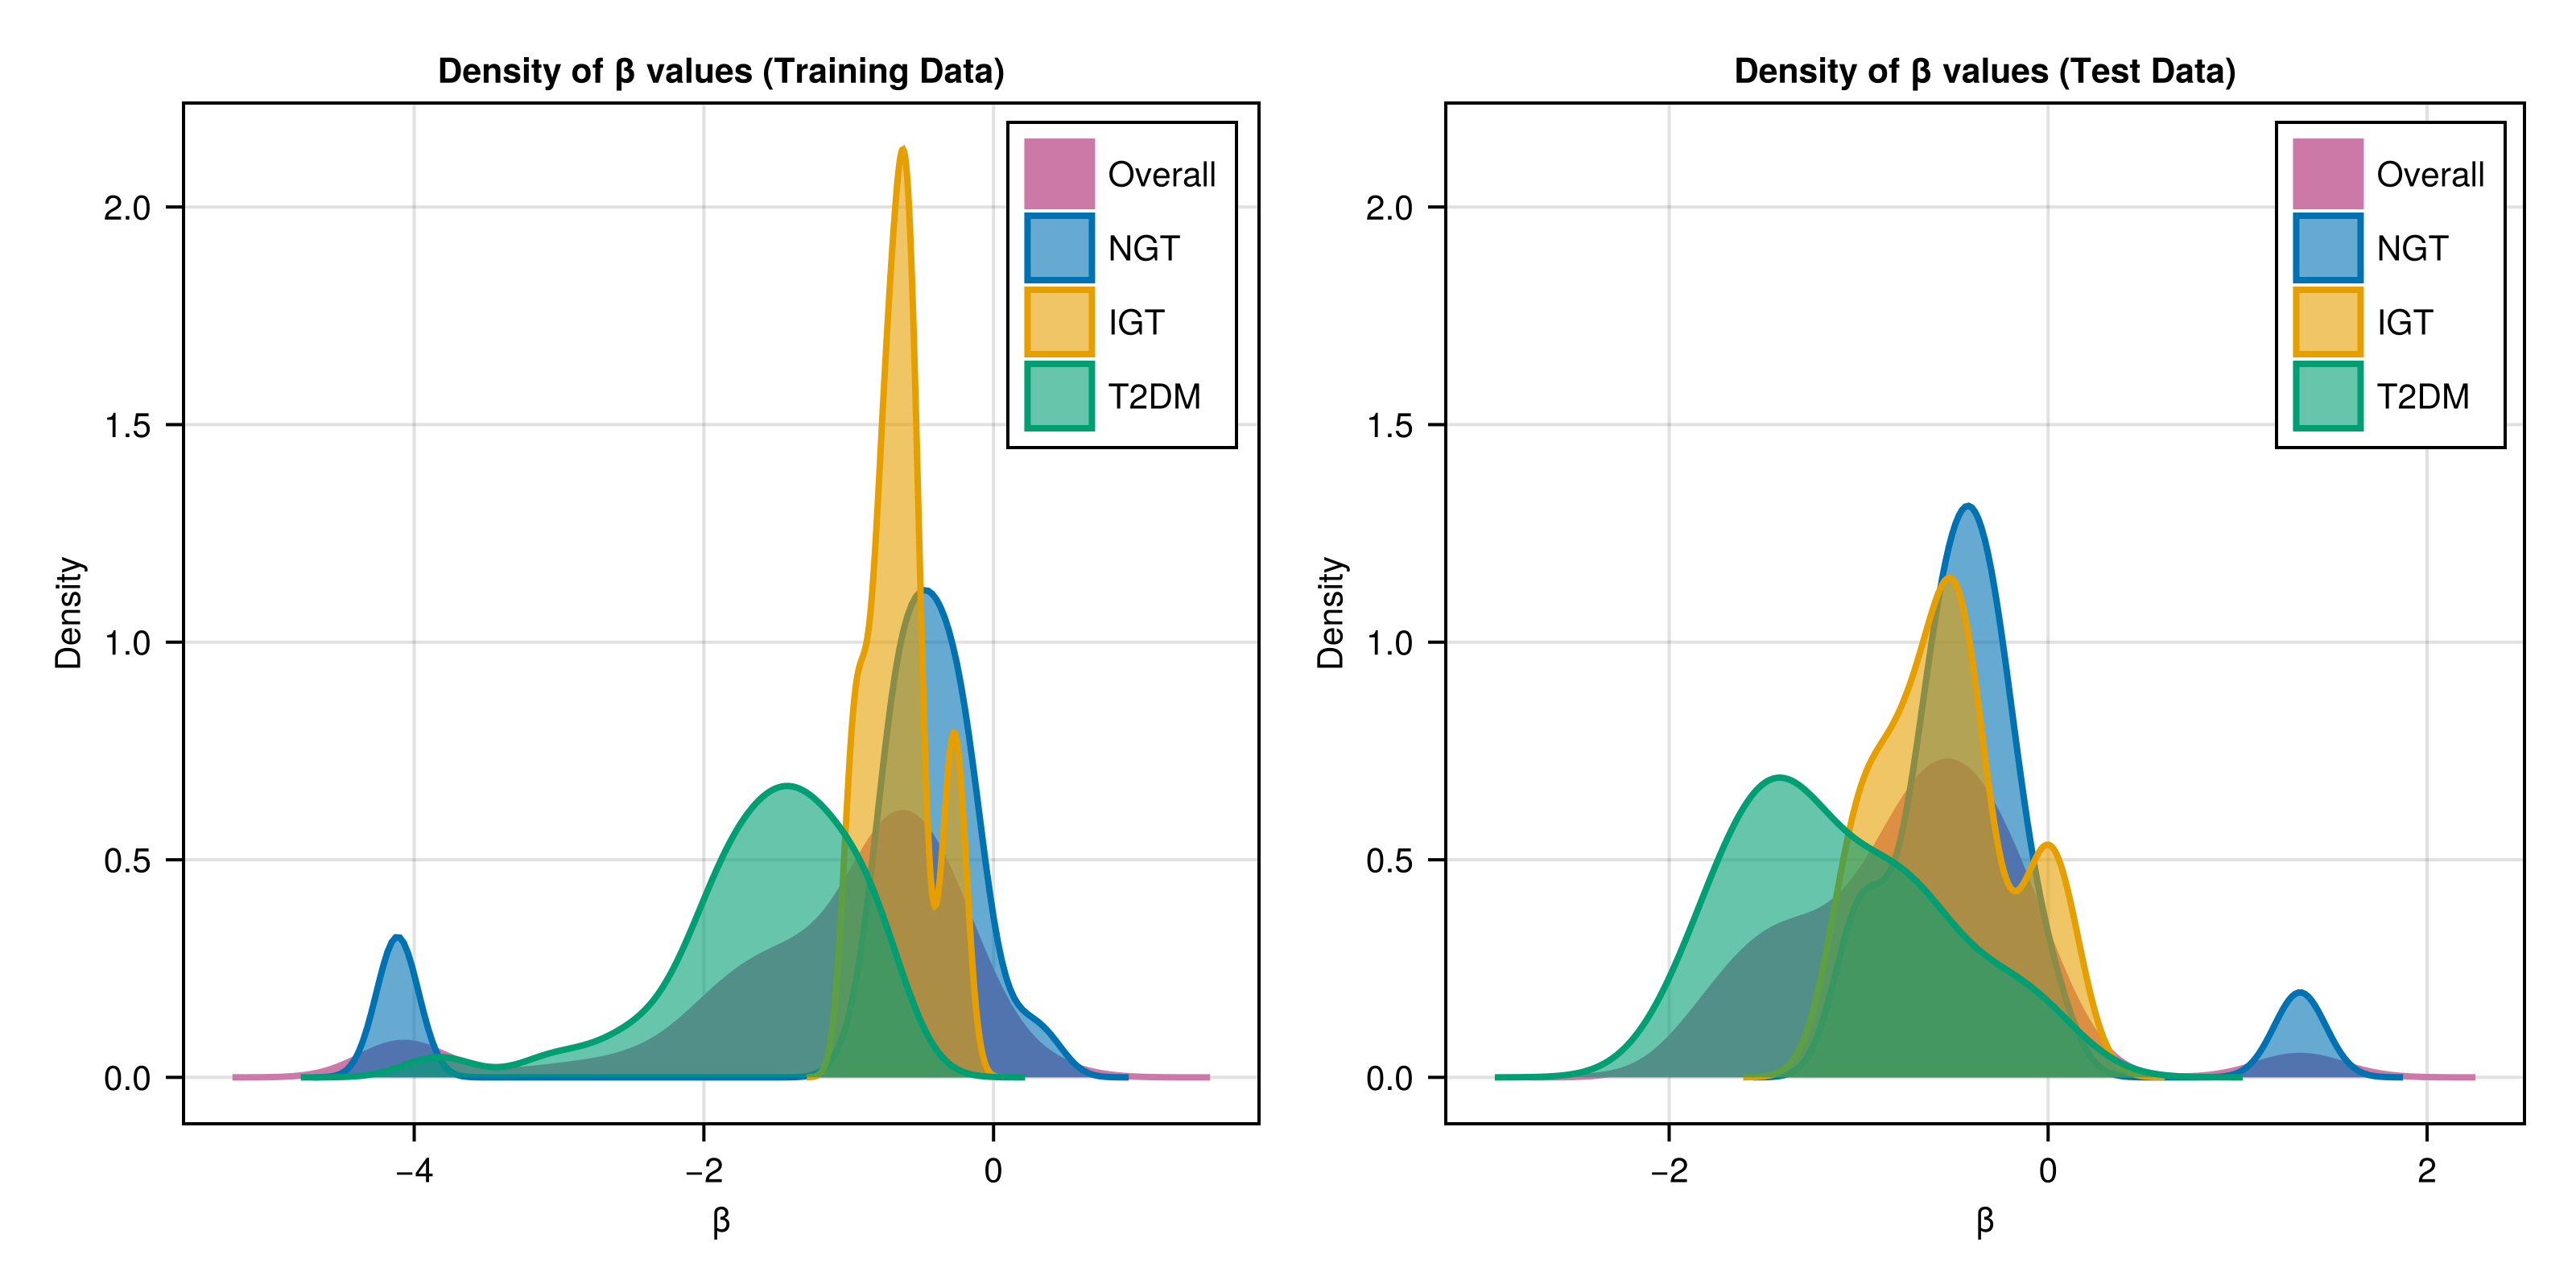 Density of β values (Training Data)
Density
2.0
1.5
1.0
0.5
0.0
−4
−2
0
β
Overall
NGT
IGT
T2DM
Density of β values (Test Data)
Density
2.0
1.5
1.0
0.5
0.0
−2
0
2
β
Overall
NGT
IGT
T2DM